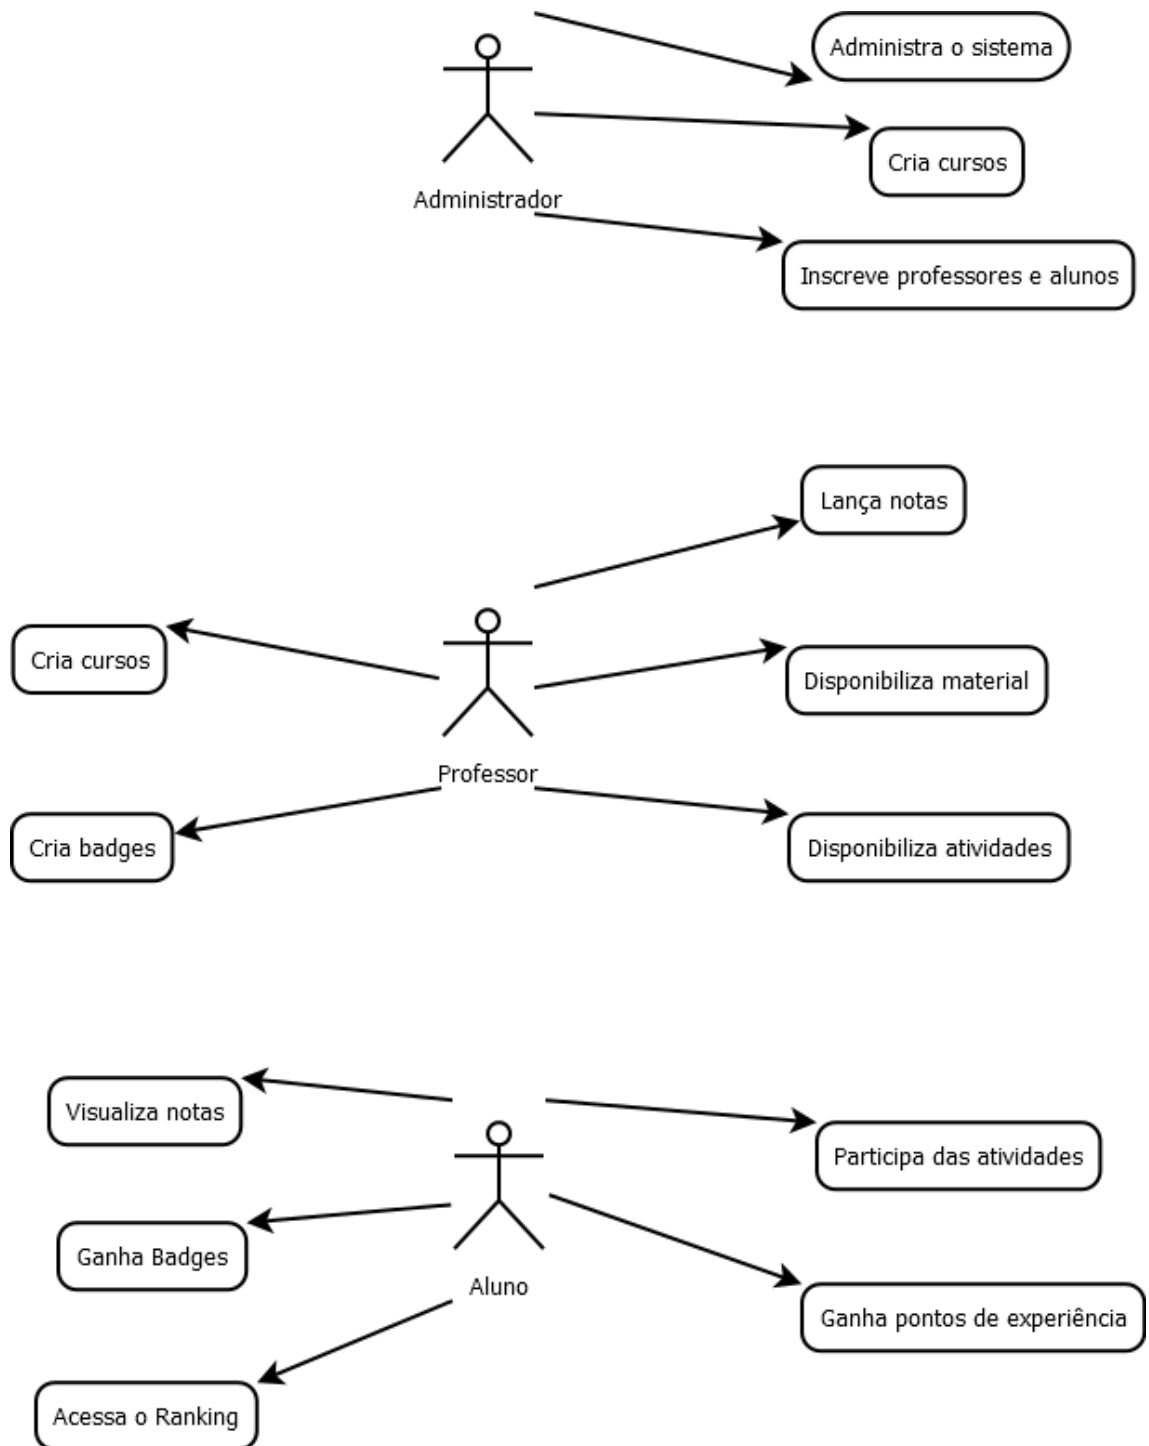 Administra o sistema
Cria cursos
Administrador
Inscreve professores e alunos
Lança notas
Cria cursos
Disponibiliza material
Professor
Cria badges
Disponibiliza atividades
Visualiza notas
Participa das atividades
Ganha Badges
Aluno
Ganha pontos de experiência
Acessa o Ranking